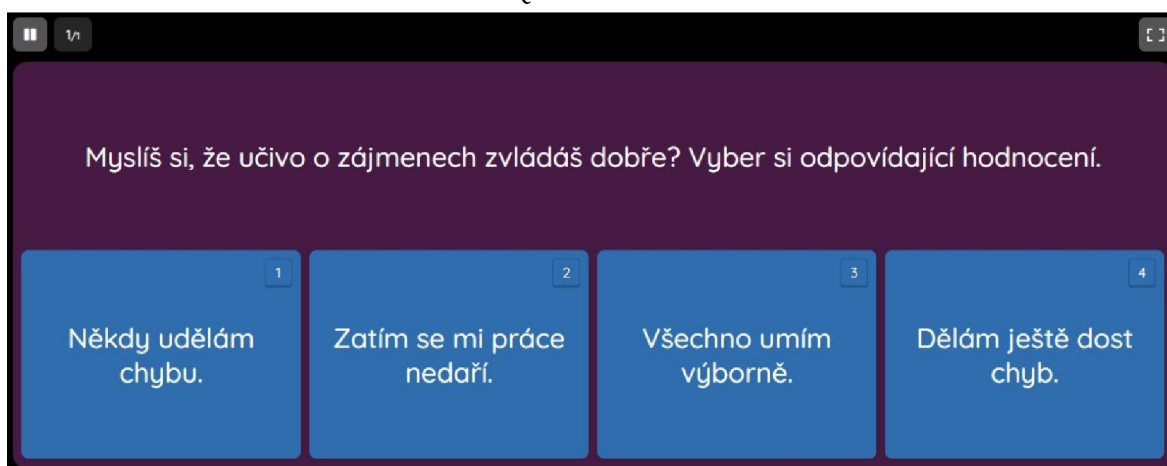 1/1
Myslíš si, že učivo o zájmenech zvládáš dobře? Vyber si odpovídající hodnocení.
1
Někdy udělám
chybu.
2
Zatím se mi práce
nedaří.
3
Všechno umím
výborně.
4
Dělám ještě dost
chyb.